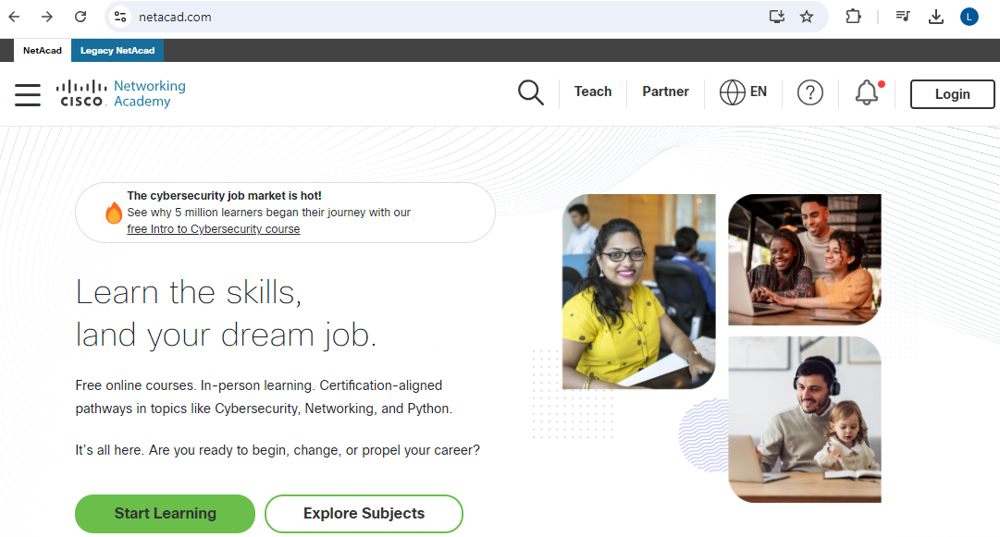 netacad.com
L
NetAcad
Legacy NetAcad
CISCO
Networking
Academy
Teach
Partner
EN
?
Login
The cybersecurity job market is hot!
See why 5 million learners began their journey with our
free Intro to Cybersecurity course
Learn the skills,
land your dream job.
Free online courses. In-person learning. Certification-aligned
pathways in topics like Cybersecurity, Networking, and Python.
It's all here. Are you ready to begin, change, or propel your career?
Start Learning
Explore Subjects